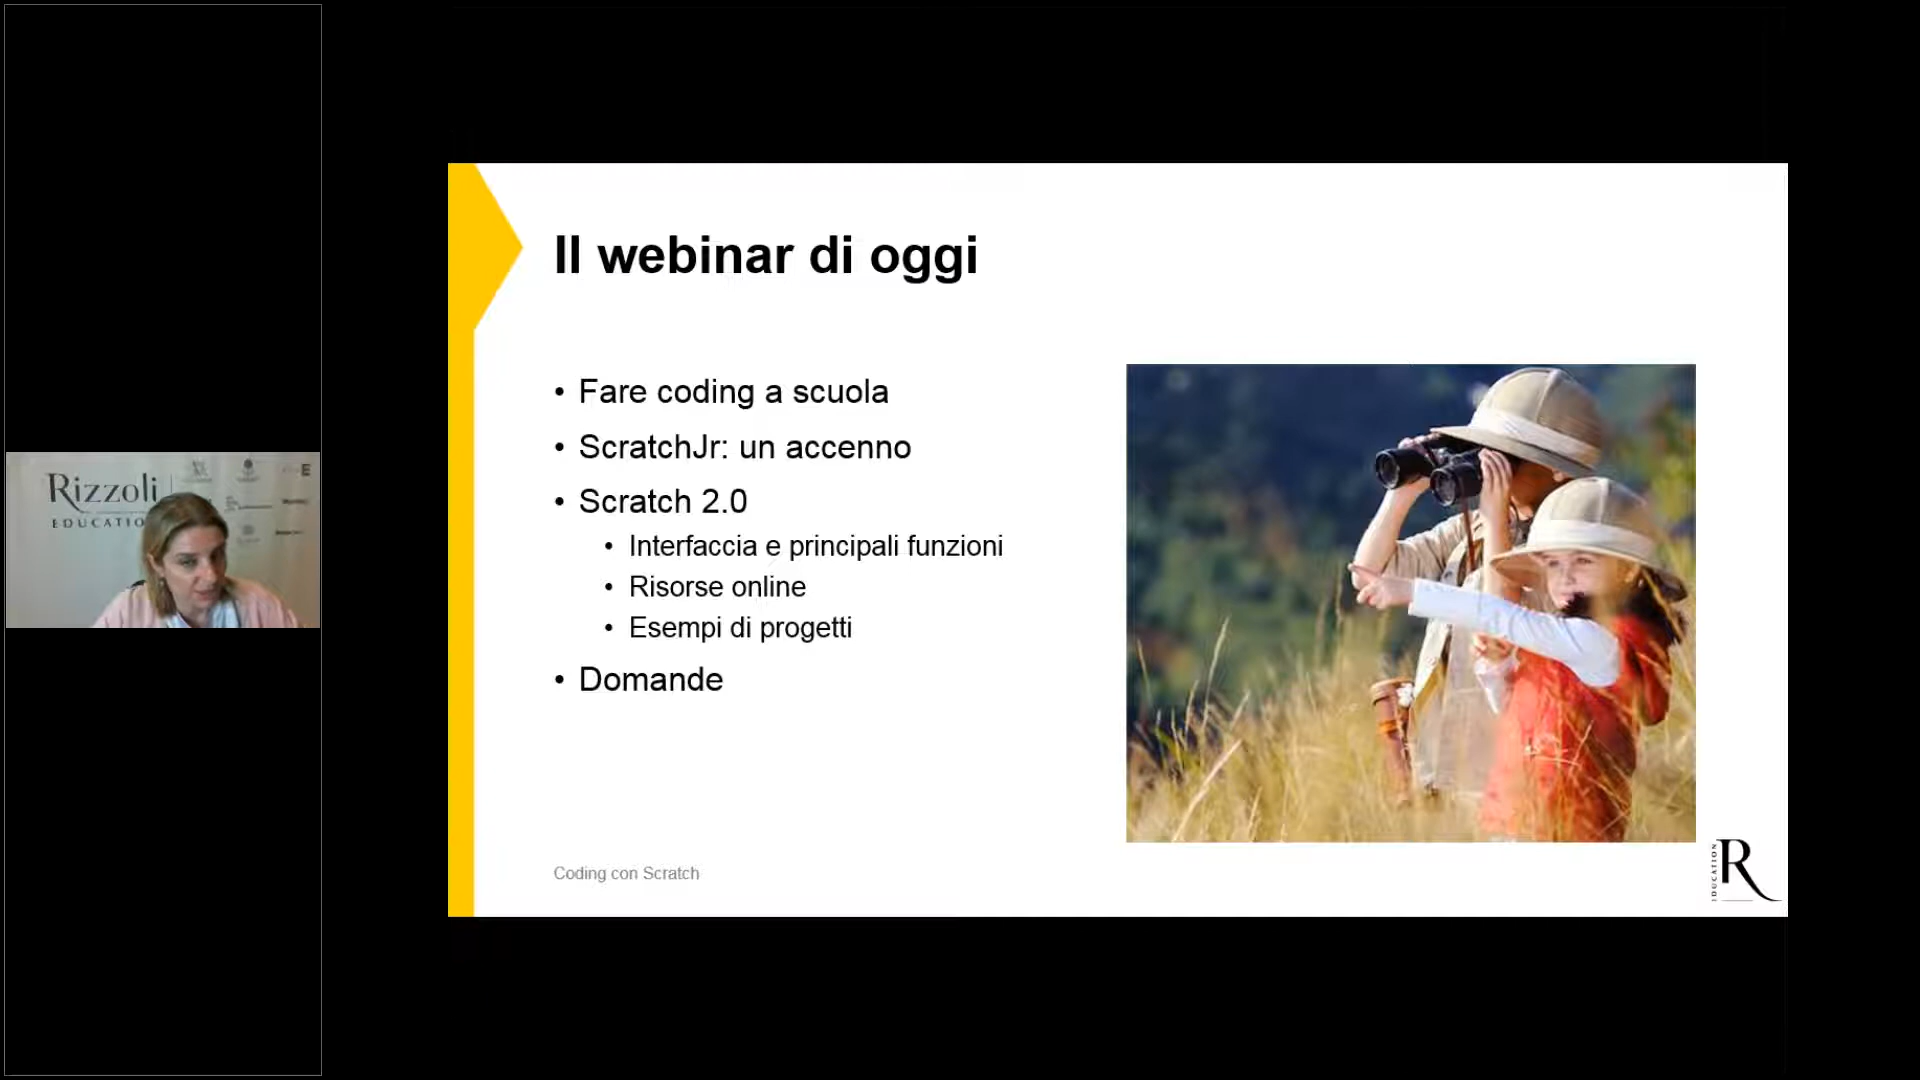 Rizzoli
EDUCATIO
Il webinar di oggi
• Fare coding a scuola
• ScratchJr: un accenno
• Scratch 2.0
• Interfaccia e principali funzioni
• Risorse online
• Esempi di progetti
• Domande
Coding con Scratch
EDUCATION
R